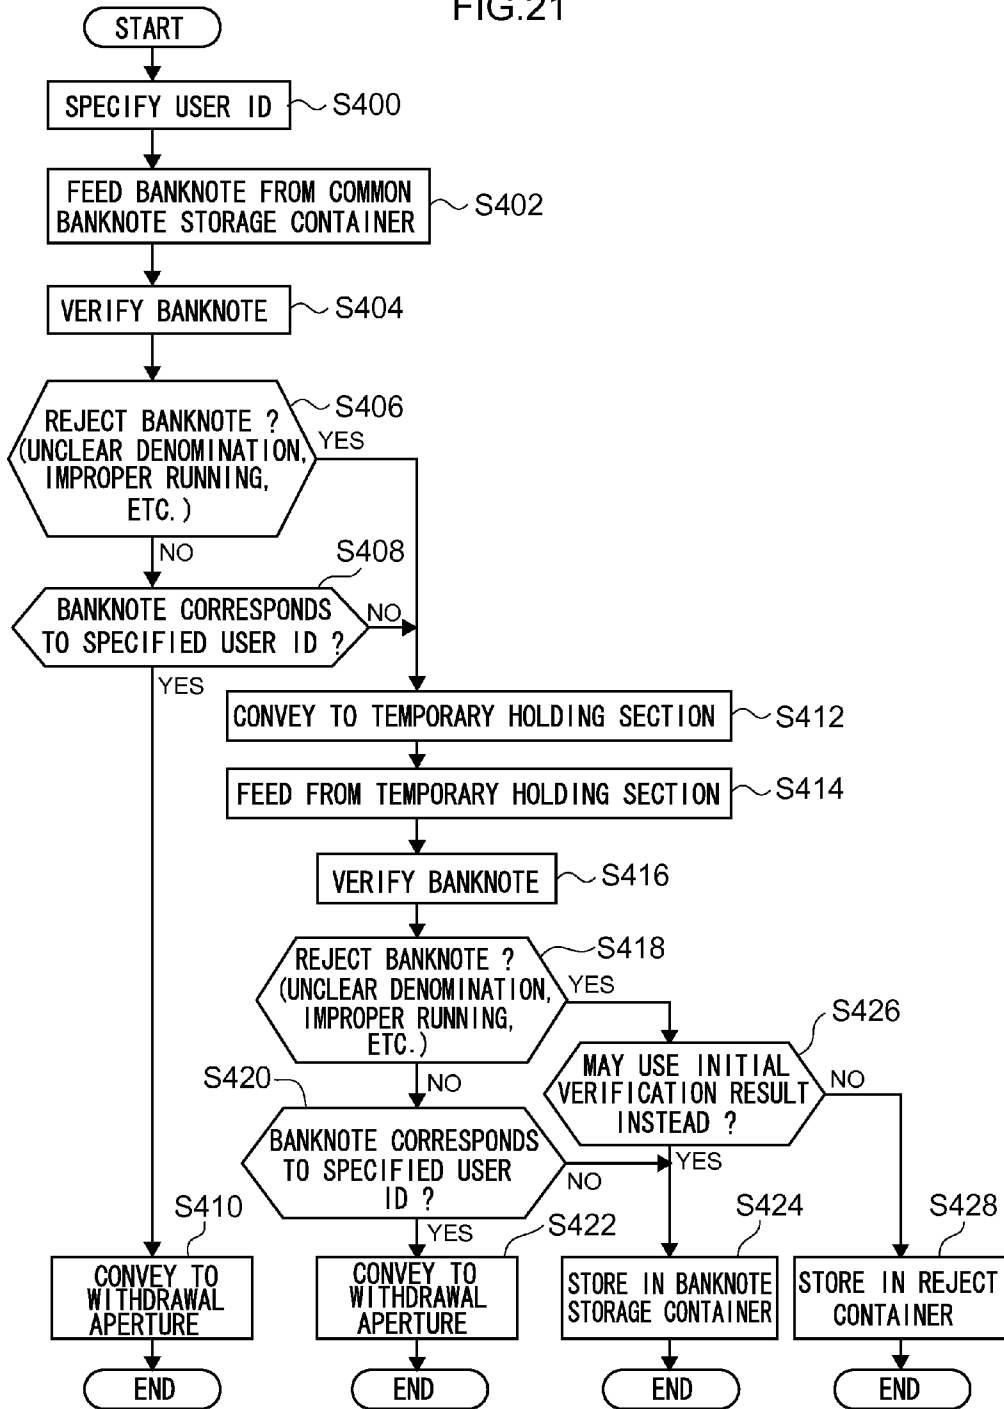 FIG.21
START
SPECIFY USER ID
S400
FEED BANKNOTE FROM COMMON
BANKNOTE STORAGE CONTAINER
S402
VERIFY BANKNOTE
S404
REJECT BANKNOTE ?
(UNCLEAR DENOMINATION,
IMPROPER RUNNING,
ETC.)
S406
YES
NO
S408
BANKNOTE CORRESPONDS
TO SPECIFIED USER ID ?
NO
YES
CONVEY TO TEMPORARY HOLDING SECTION
S412
FEED FROM TEMPORARY HOLDING SECTION
S414
VERIFY BANKNOTE
S416
REJECT BANKNOTE ?
(UNCLEAR DENOMINATION,
IMPROPER RUNNING,
ETC.)
S418
YES
NO
S426
MAY USE INITIAL
VERIFICATION RESULT
INSTEAD ?
NO
YES
S420
BANKNOTE CORRESPONDS
TO SPECIFIED USER
ID ?
NO
YES
S410
CONVEY TO
WITHDRAWAL
APERTURE
S422
CONVEY TO
WITHDRAWAL
APERTURE
S424
STORE IN BANKNOTE
STORAGE CONTAINER
S428
STORE IN REJECT
CONTAINER
END
END
END
END